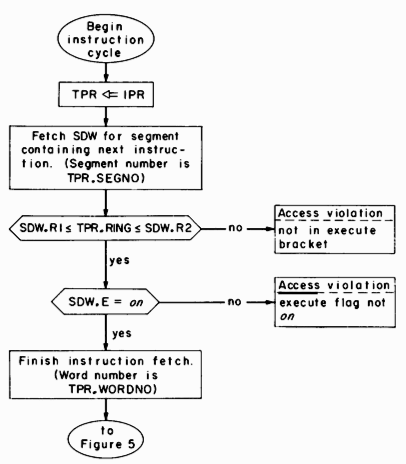 Begin
instruction
cycle
TPR ⇐ IPR
Fetch SDW for segment
containing next instruc-
tion. (Segment number is
TPR.SEGNO)
SDW.R1 ≤ TPR.RING ≤ SDW.R2
no
Access violation
not in execute
bracket
yes
SDW.E = on
no
Access violation
execute flag not
on
yes
Finish instruction fetch.
(Word number is
TPR.WORDNO)
to
Figure 5